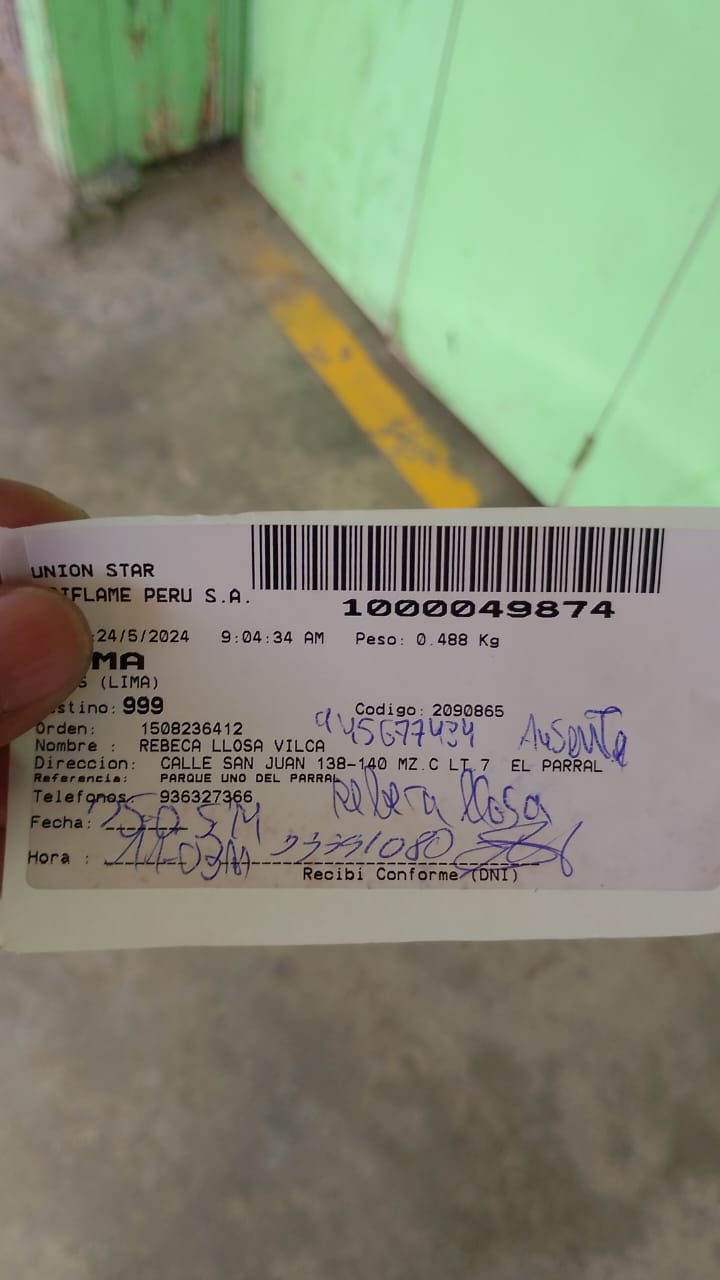 UNION STAR
IFLAME PERU S.A.
1000049874
24/5/2024 9:04:34 AM Peso: 0.488 Kg
MA
S (LIMA)
stino: 999 Codigo: 2090865
Orden: 1508236412 945677434 Ausente
Nombre : REBECA LLOSA VILCA
Direccion: CALLE SAN JUAN 138-140 MZ.C LT 7 EL PARRAL
Referencia: PARQUE UNO DEL PARRAL
Telefonos: 936327366 Rebeca llosa
Fecha:
Hora :
Recibi Conforme (DNI)